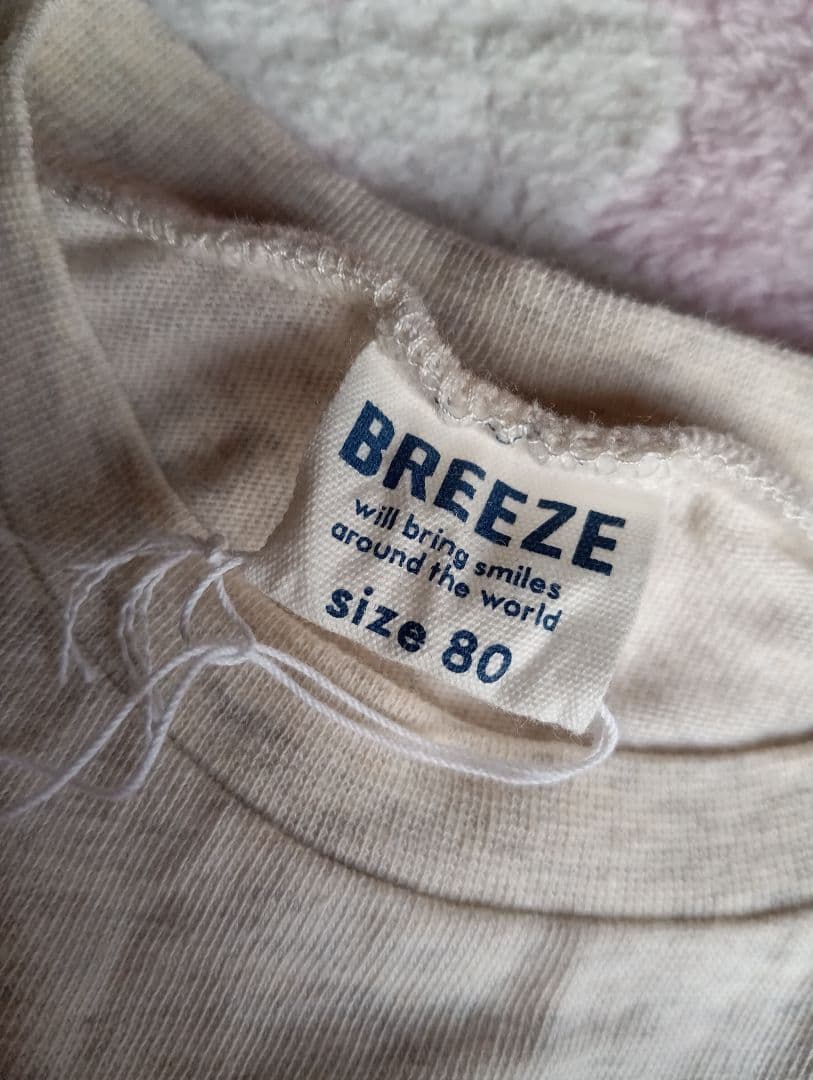 BREEZE
will bring smiles
around the world
size 80